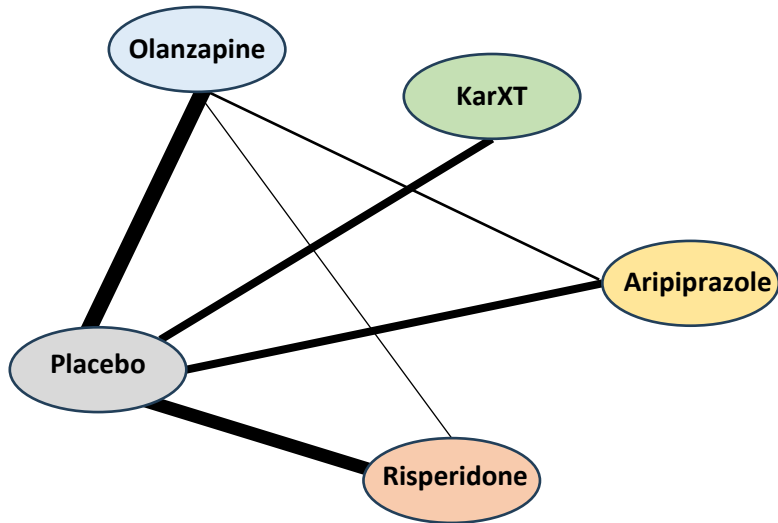 Olanzapine
KarXT
Aripiprazole
Placebo
Risperidone